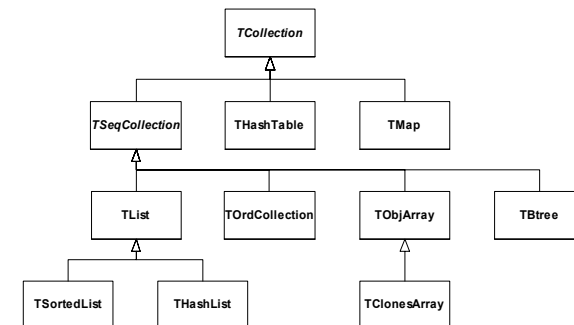 TCollection
TSeqCollection
THashTable
TMap
TList
TOrdCollection
TObjArray
TBtree
TSortedList
THashList
TClonesArray